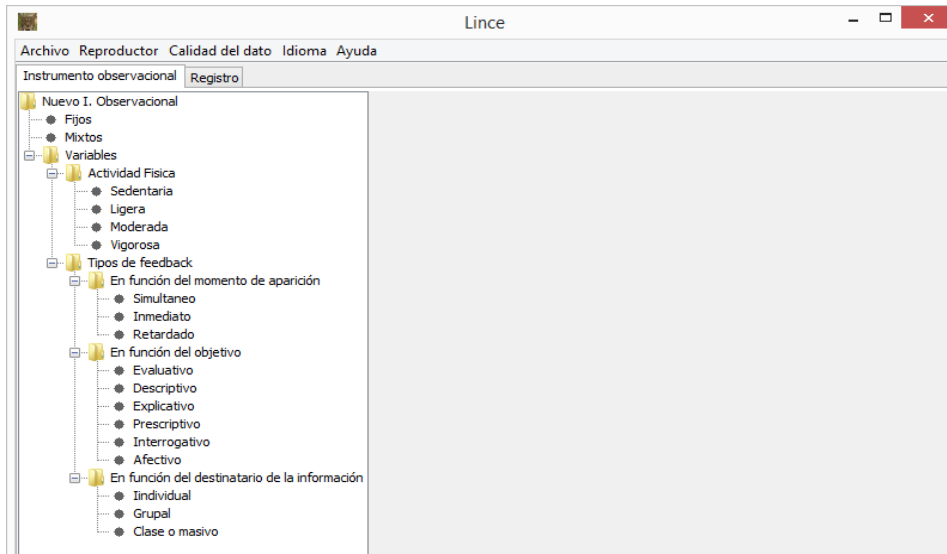 Lince
Archivo Reproductor Calidad del dato Idioma Ayuda
Instrumento observacional Registro
Nuevo I. Observacional
Fijos
Mixtos
Variables
Actividad Fisica
Sedentaria
Ligera
Moderada
Vigorosa
Tipos de feedback
En función del momento de aparición
Simultaneo
Inmediato
Retardado
En función del objetivo
Evaluativo
Descriptivo
Explicativo
Prescriptivo
Interrogativo
Afectivo
En función del destinatario de la información
Iindividual
Grupal
Clase o masivo